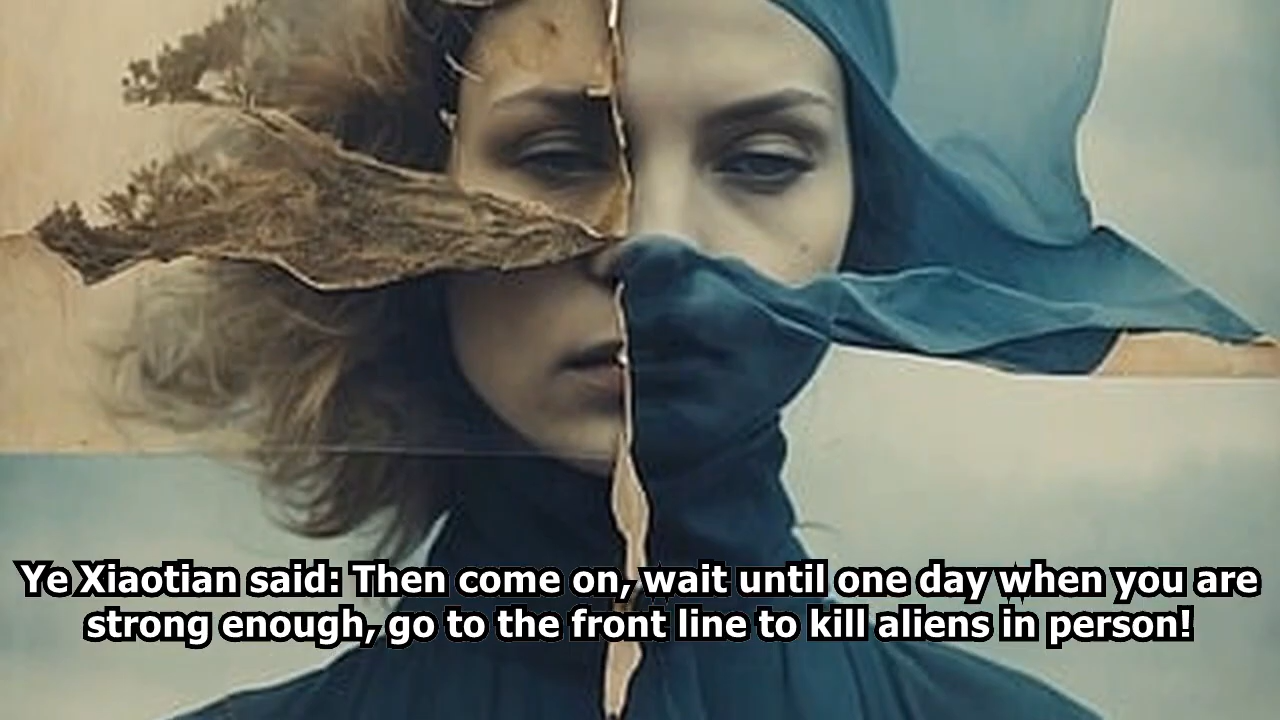 Ye Xiaotian said: Then come on, wait until one day when you are
strong enough, go to the front line to kill aliens in person!